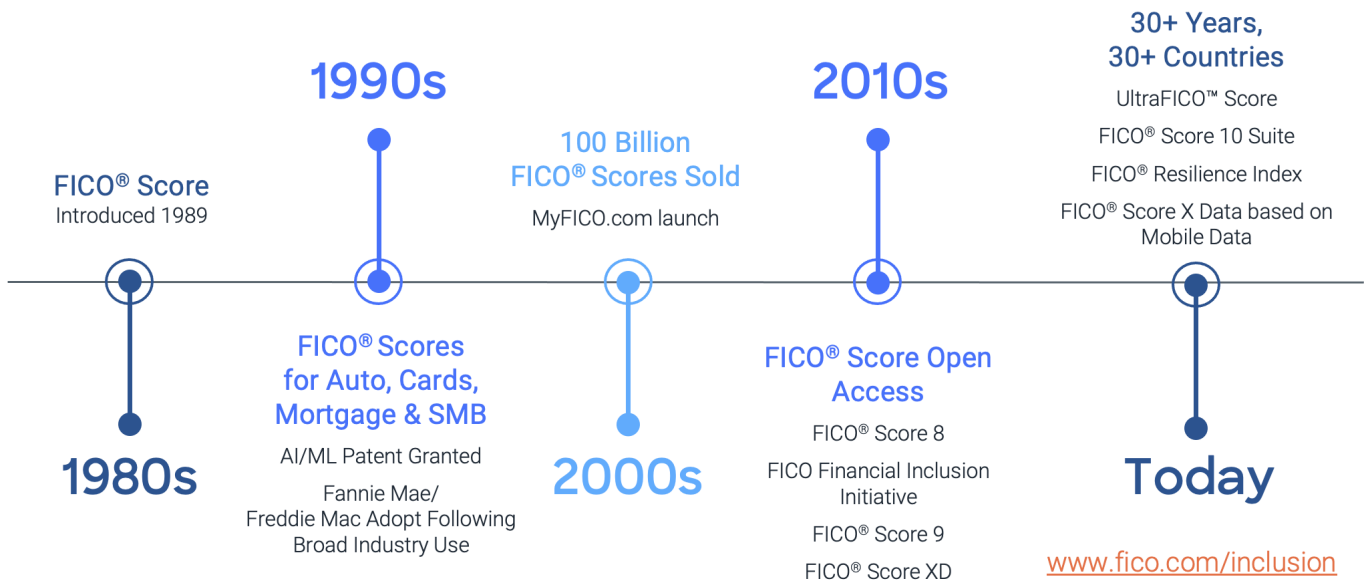 FICO® Score
Introduced 1989
1980s
1990s
FICO® Scores
for Auto, Cards,
Mortgage & SMB
AI/ML Patent Granted
Fannie Mae/
Freddie Mac Adopt Following
Broad Industry Use
100 Billion
FICO® Scores Sold
MyFICO.com launch
2000s
2010s
FICO® Score Open
Access
FICO® Score 8
FICO Financial Inclusion
Initiative
FICO® Score 9
FICO® Score XD
30+ Years,
30+ Countries
UltraFICO™ Score
FICO® Score 10 Suite
FICO® Resilience Index
FICO® Score X Data based on
Mobile Data
Today
www.fico.com/inclusion